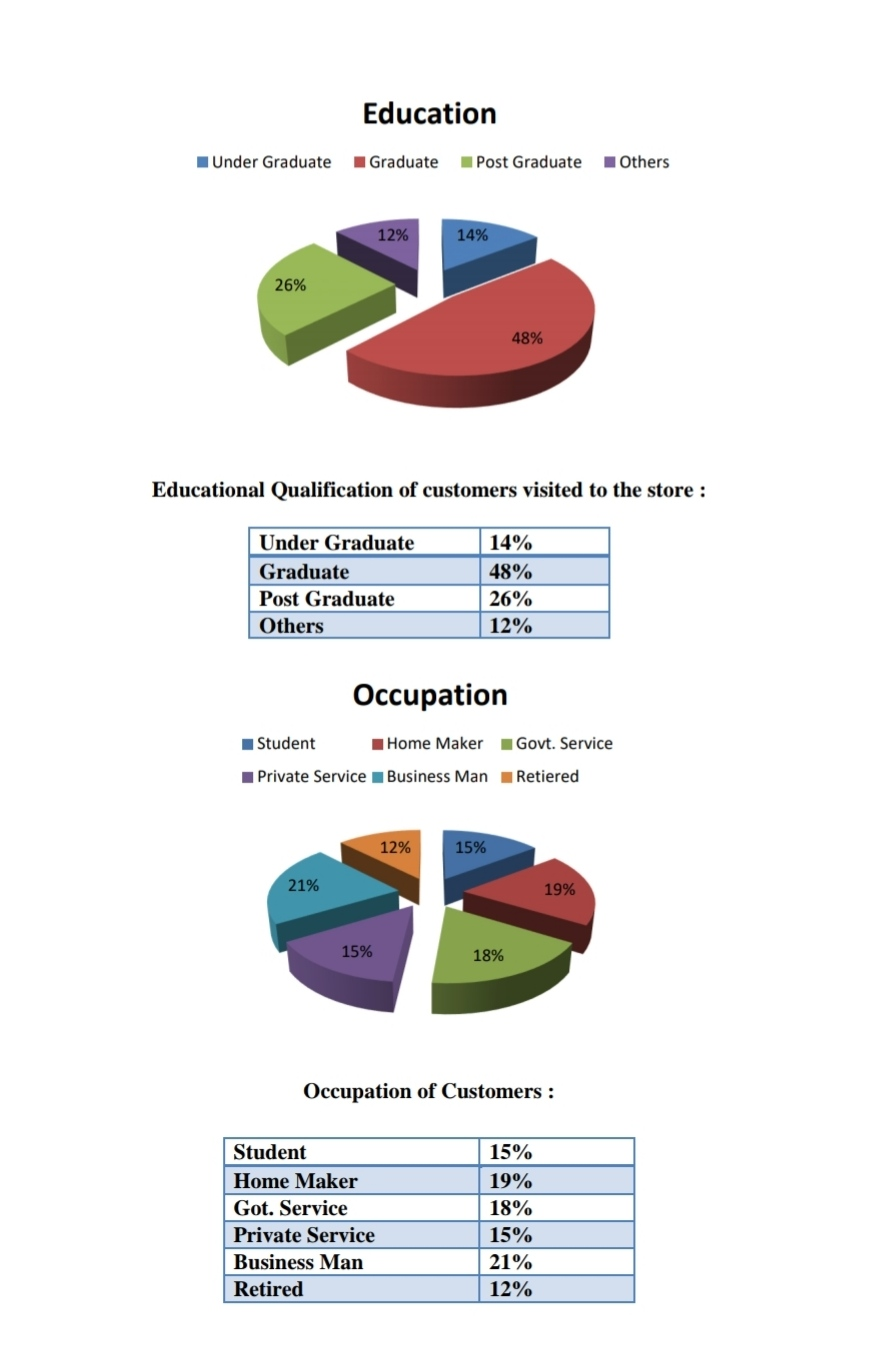 Education
Under Graduate Graduate Post Graduate Others
12% 14%
26%
48%
Educational Qualification of customers visited to the store :
Under Graduate 14%
Graduate 48%
Post Graduate 26%
Others 12%
Occupation
Student Home Maker Govt. Service
Private Service Business Man Retiered
12% 15%
21% 19%
15% 18%
Occupation of Customers :
Student 15%
Home Maker 19%
Got. Service 18%
Private Service 15%
Business Man 21%
Retired 12%